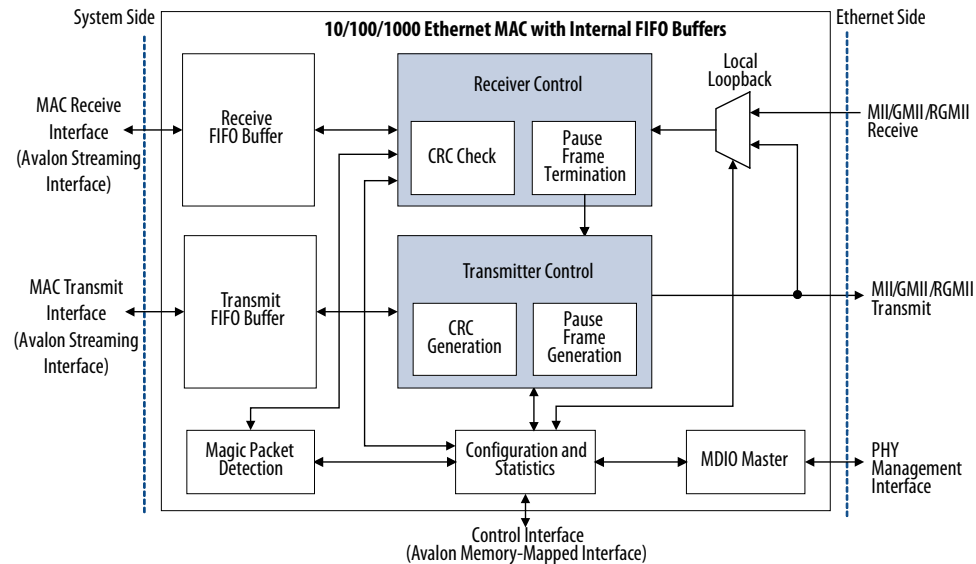 System Side
Ethernet Side
10/100/1000 Ethernet MAC with Internal FIFO Buffers
MAC Receive
Interface
(Avalon Streaming
Interface)
Receive
FIFO Buffer
Receiver Control
CRC Check
Pause
Frame
Termination
Local
Loopback
MII/GMII/RGMII
Receive
MAC Transmit
Interface
(Avalon Streaming
Interface)
Transmit
FIFO Buffer
Transmitter Control
CRC
Generation
Pause
Frame
Generation
MII/GMII/RGMII
Transmit
Magic Packet
Detection
Configuration and
Statistics
MDIO Master
PHY
Management
Interface
Control Interface
(Avalon Memory-Mapped Interface)